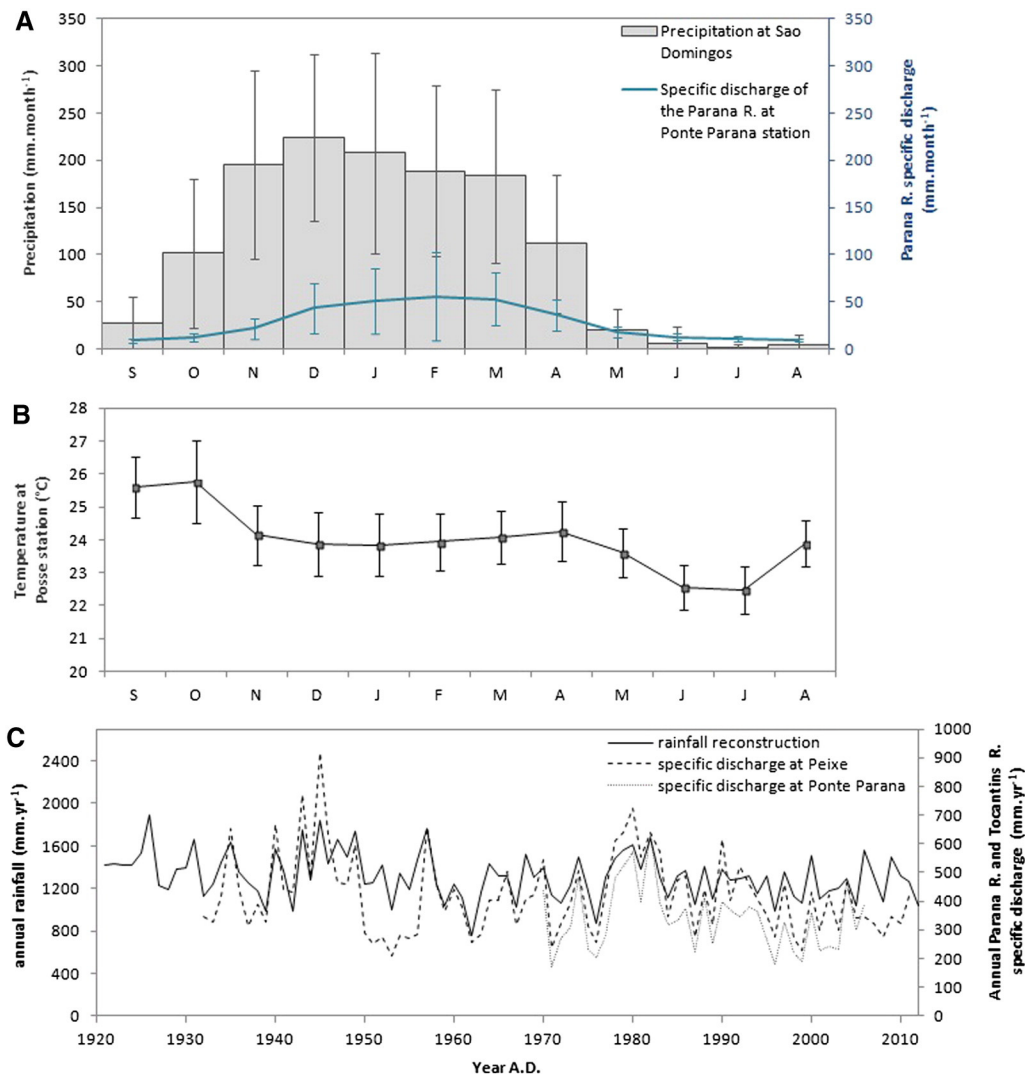 A
350
300
250
200
150
100
50
0
Precipitation (mm.month-1)
Precipitation at Sao
Domingos
Specific discharge of
the Parana R. at
Ponte Parana station
350
300
250
200
150
100
50
0
Parana R. specific discharge
(mm.month-1)
S O N D J F M A M J J A
B
28
27
26
25
24
23
22
21
20
Temperature at
Posse station (°C)
S O N D J F M A M J J A
C
2400
2000
1600
1200
800
400
0
annual rainfall (mm.yr-1)
rainfall reconstruction
specific discharge at Peixe
specific discharge at Ponte Parana
1000
900
800
700
600
500
400
300
200
100
0
Annual Parana R. and Tocantins R.
specific discharge (mm.yr-1)
1920 1930 1940 1950 1960 1970 1980 1990 2000 2010
Year A.D.